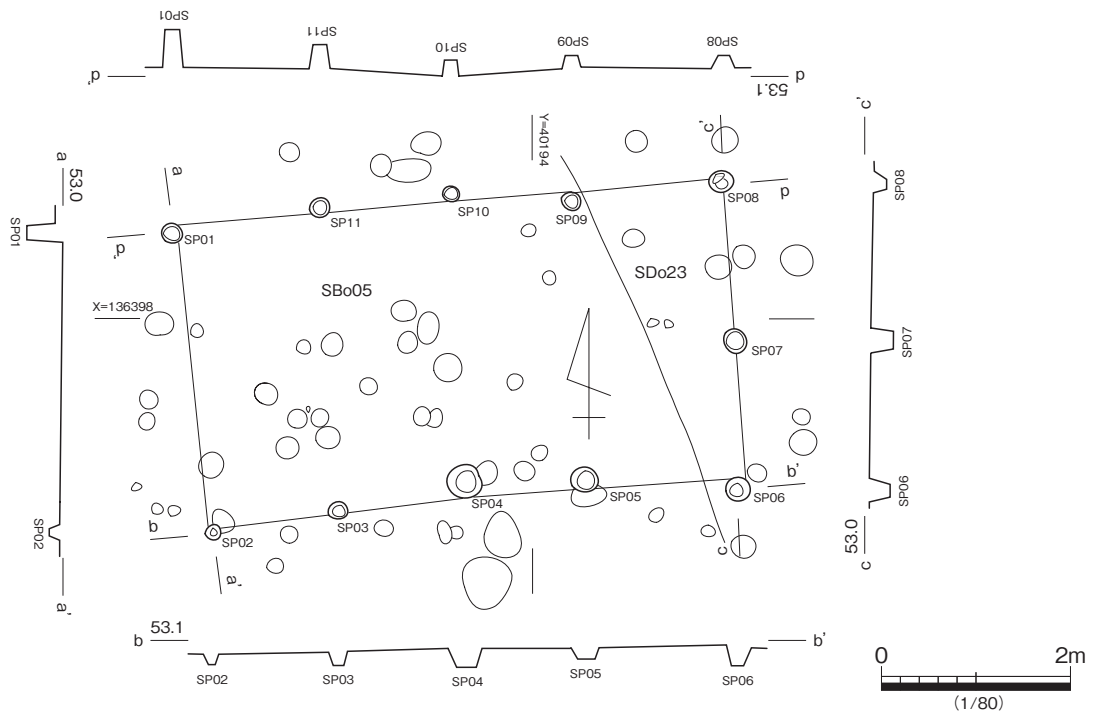 SP01
SP11
SP10
SP09
SP08
d'
d
53.1
a
53.0
SP01
SP02
a'
c'
SP08
SP07
SP06
53.0
c
Y=40194
c'
a
d
SP08
d'
SP01
SP11
SP10
SP09
SBo05
SDo23
X=136398
SP07
b'
SP04
SP05
SP06
b
SP02
SP03
a'
c
b
53.1
b'
SP02
SP03
SP04
SP05
SP06
0
2m
(1/80)